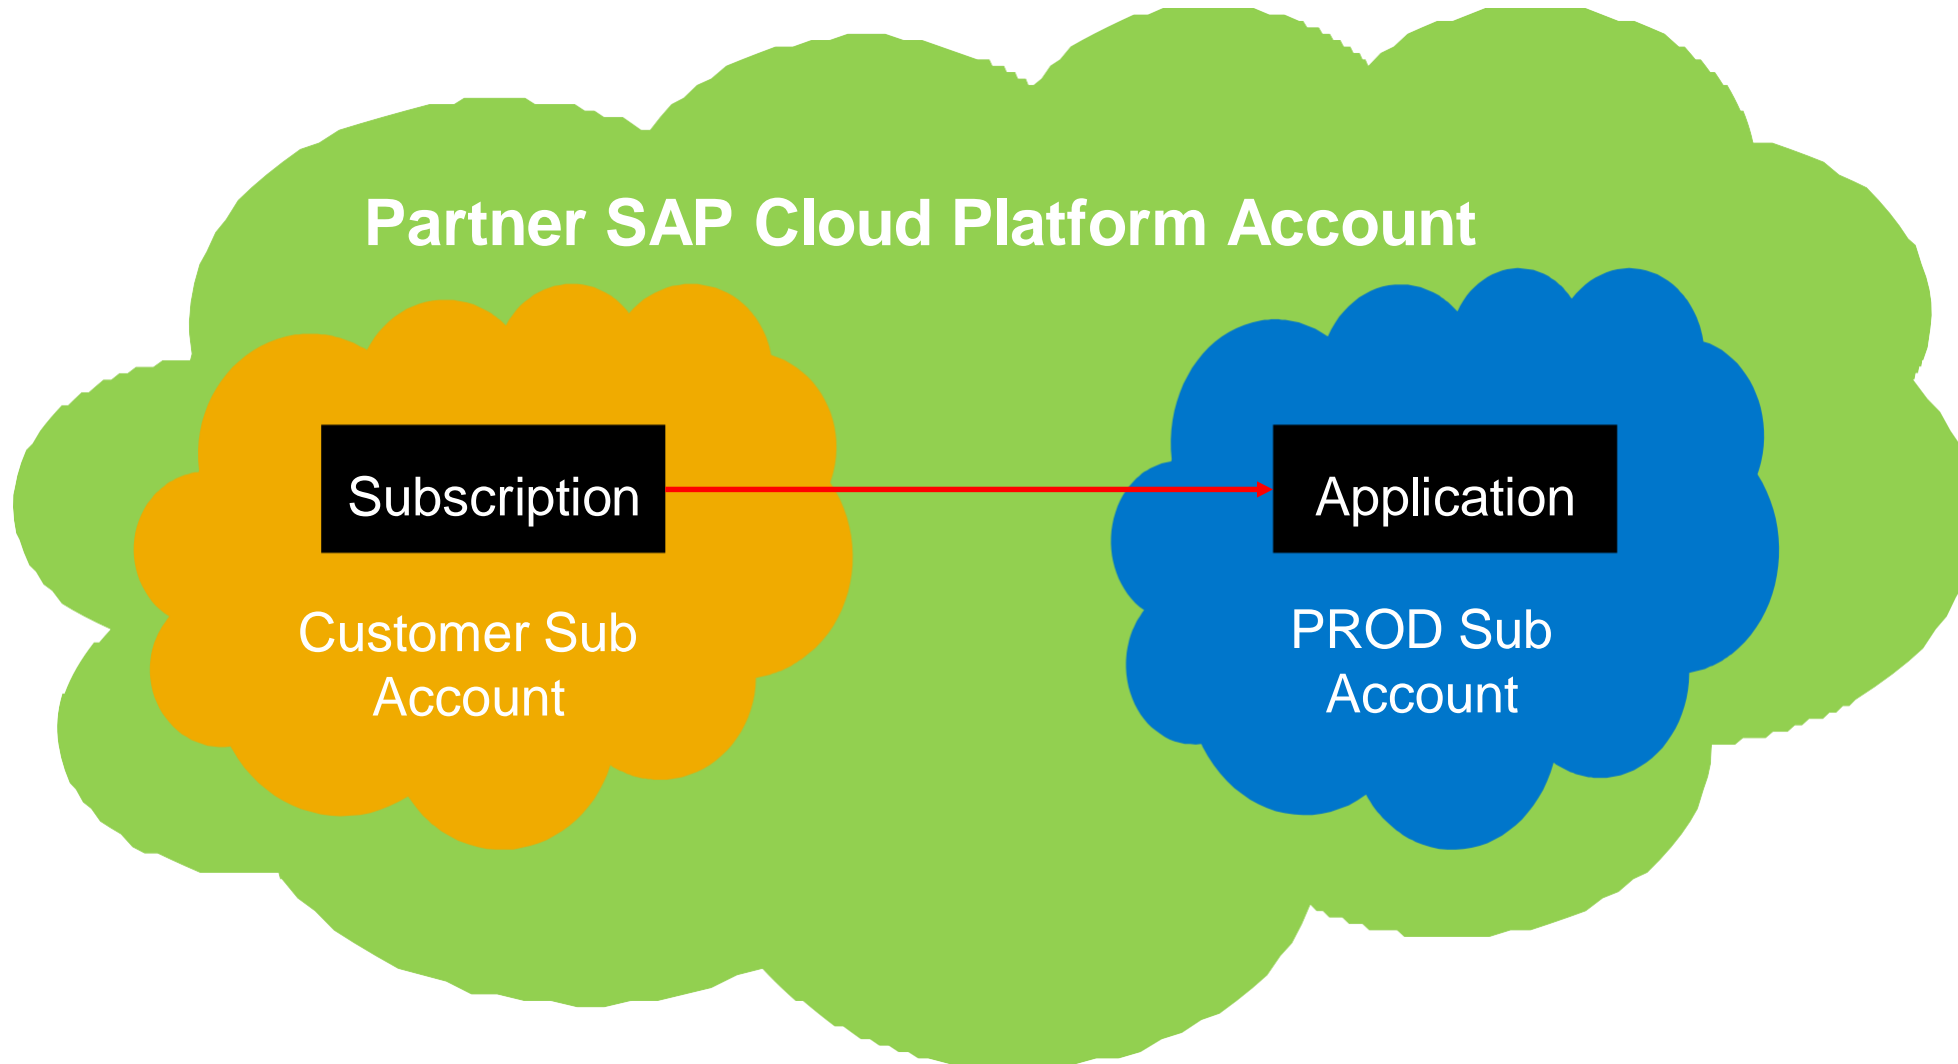 Partner SAP Cloud Platform Account
Subscription
Application
Customer Sub
Account
PROD Sub
Account